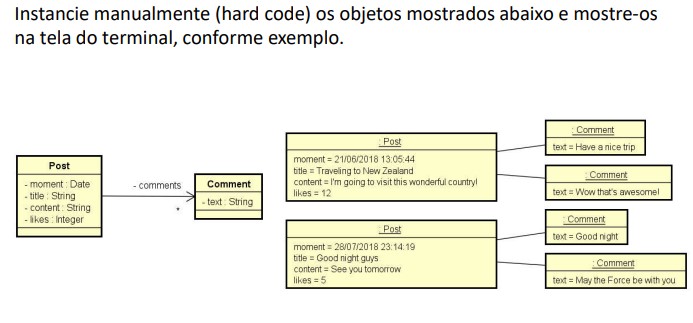 Instancie manualmente (hard code) os objetos mostrados abaixo e mostre-os
na tela do terminal, conforme exemplo.
Post
- moment : Date
- title : String
- content : String
- likes : Integer
- comments
*
Comment
- text : String
: Post
moment = 21/06/2018 13:05:44
title = Traveling to New Zealand
content = I'm going to visit this wonderful country!
likes = 12
: Comment
text = Have a nice trip
: Comment
text = Wow that's awesome!
: Post
moment = 28/07/2018 23:14:19
title = Good night guys
content = See you tomorrow
likes = 5
: Comment
text = Good night
: Comment
text = May the Force be with you